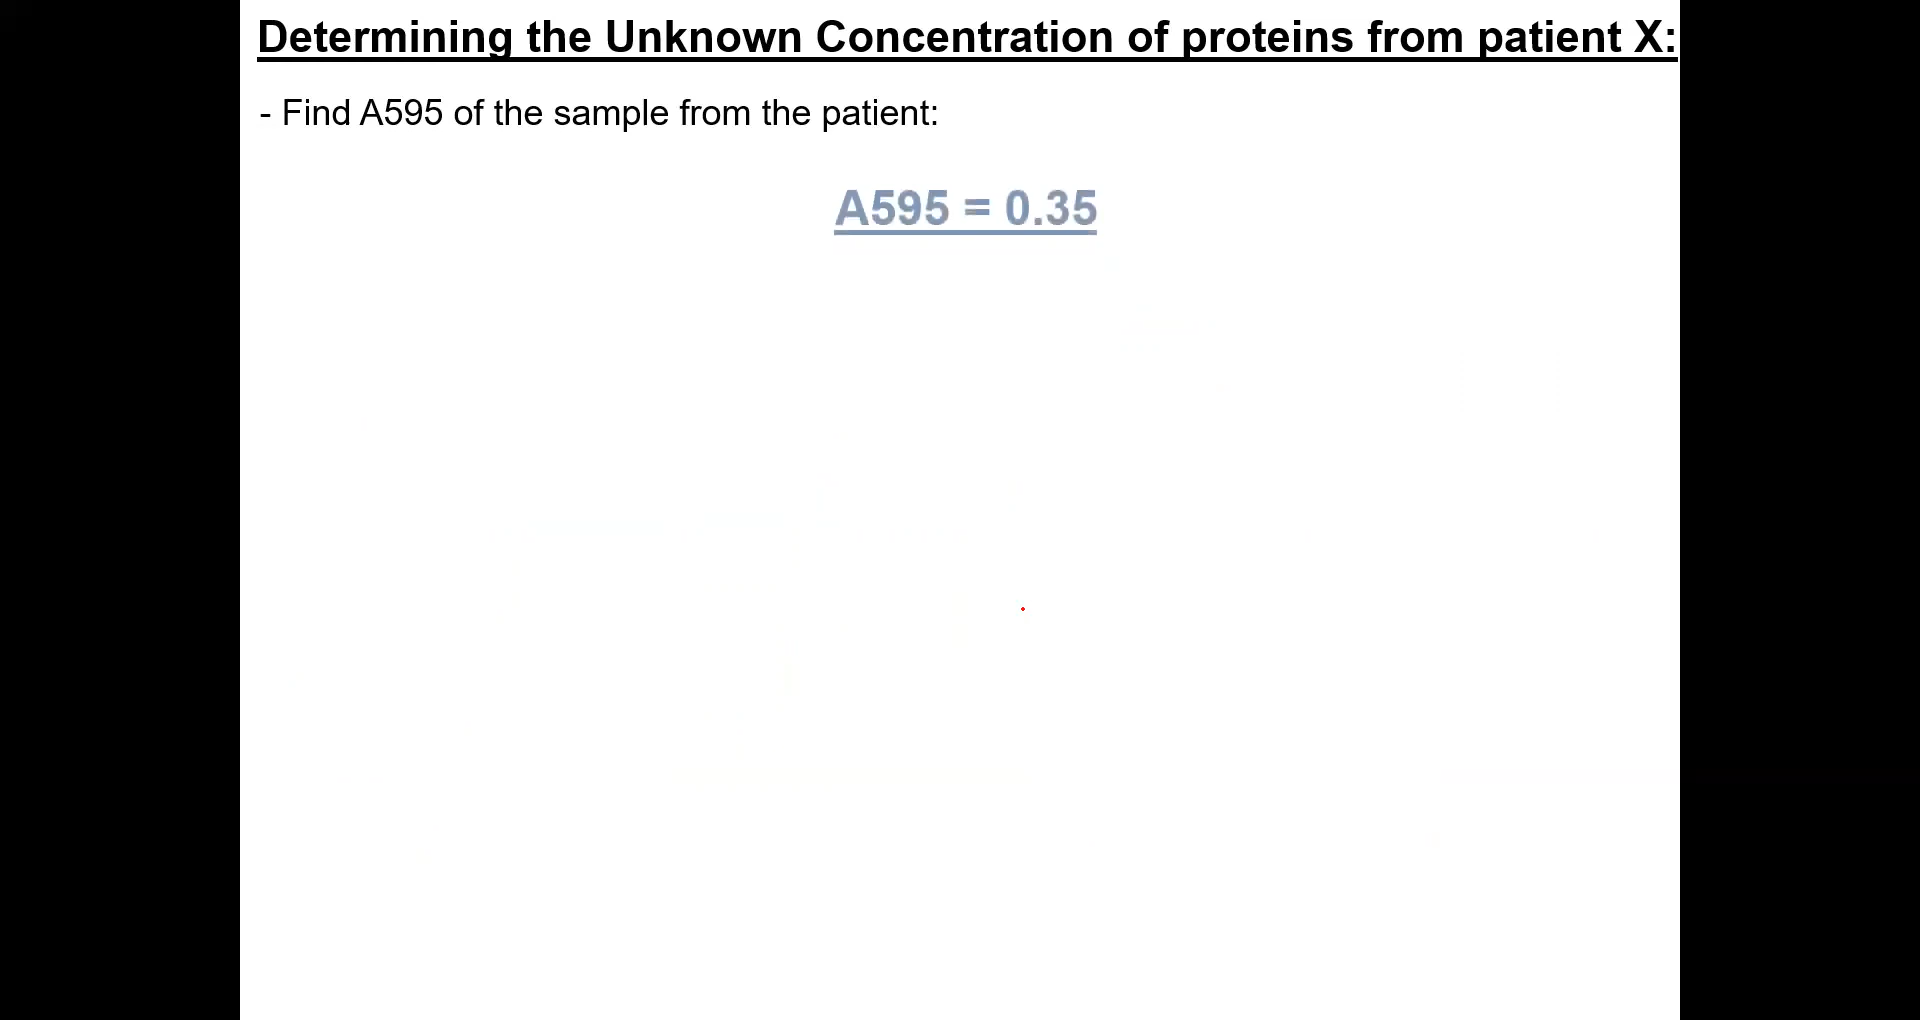 Determining the Unknown Concentration of proteins from patient X:
- Find A595 of the sample from the patient:
A595 = 0.35